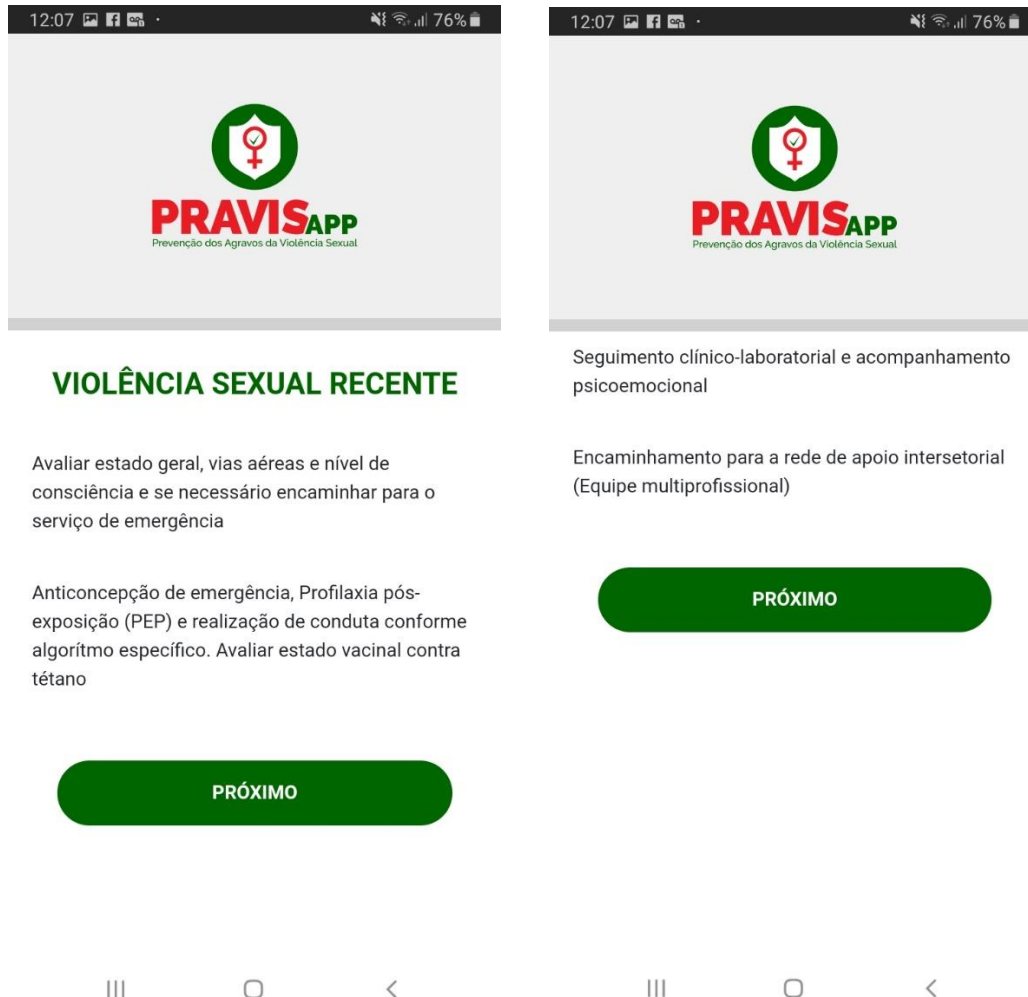 12:07
76%
PRAVISAPP
Prevenção dos Agravos da Violência Sexual
VIOLÊNCIA SEXUAL RECENTE
Avaliar estado geral, vias aéreas e nível de
consciência e se necessário encaminhar para o
serviço de emergência
Anticoncepção de emergência, Profilaxia pós-
exposição (PEP) e realização de conduta conforme
algorítmo específico. Avaliar estado vacinal contra
tétano
PRÓXIMO
12:07
76%
PRAVISAPP
Prevenção dos Agravos da Violência Sexual
Seguimento clínico-laboratorial e acompanhamento
psicoemocional
Encaminhamento para a rede de apoio intersetorial
(Equipe multiprofissional)
PRÓXIMO